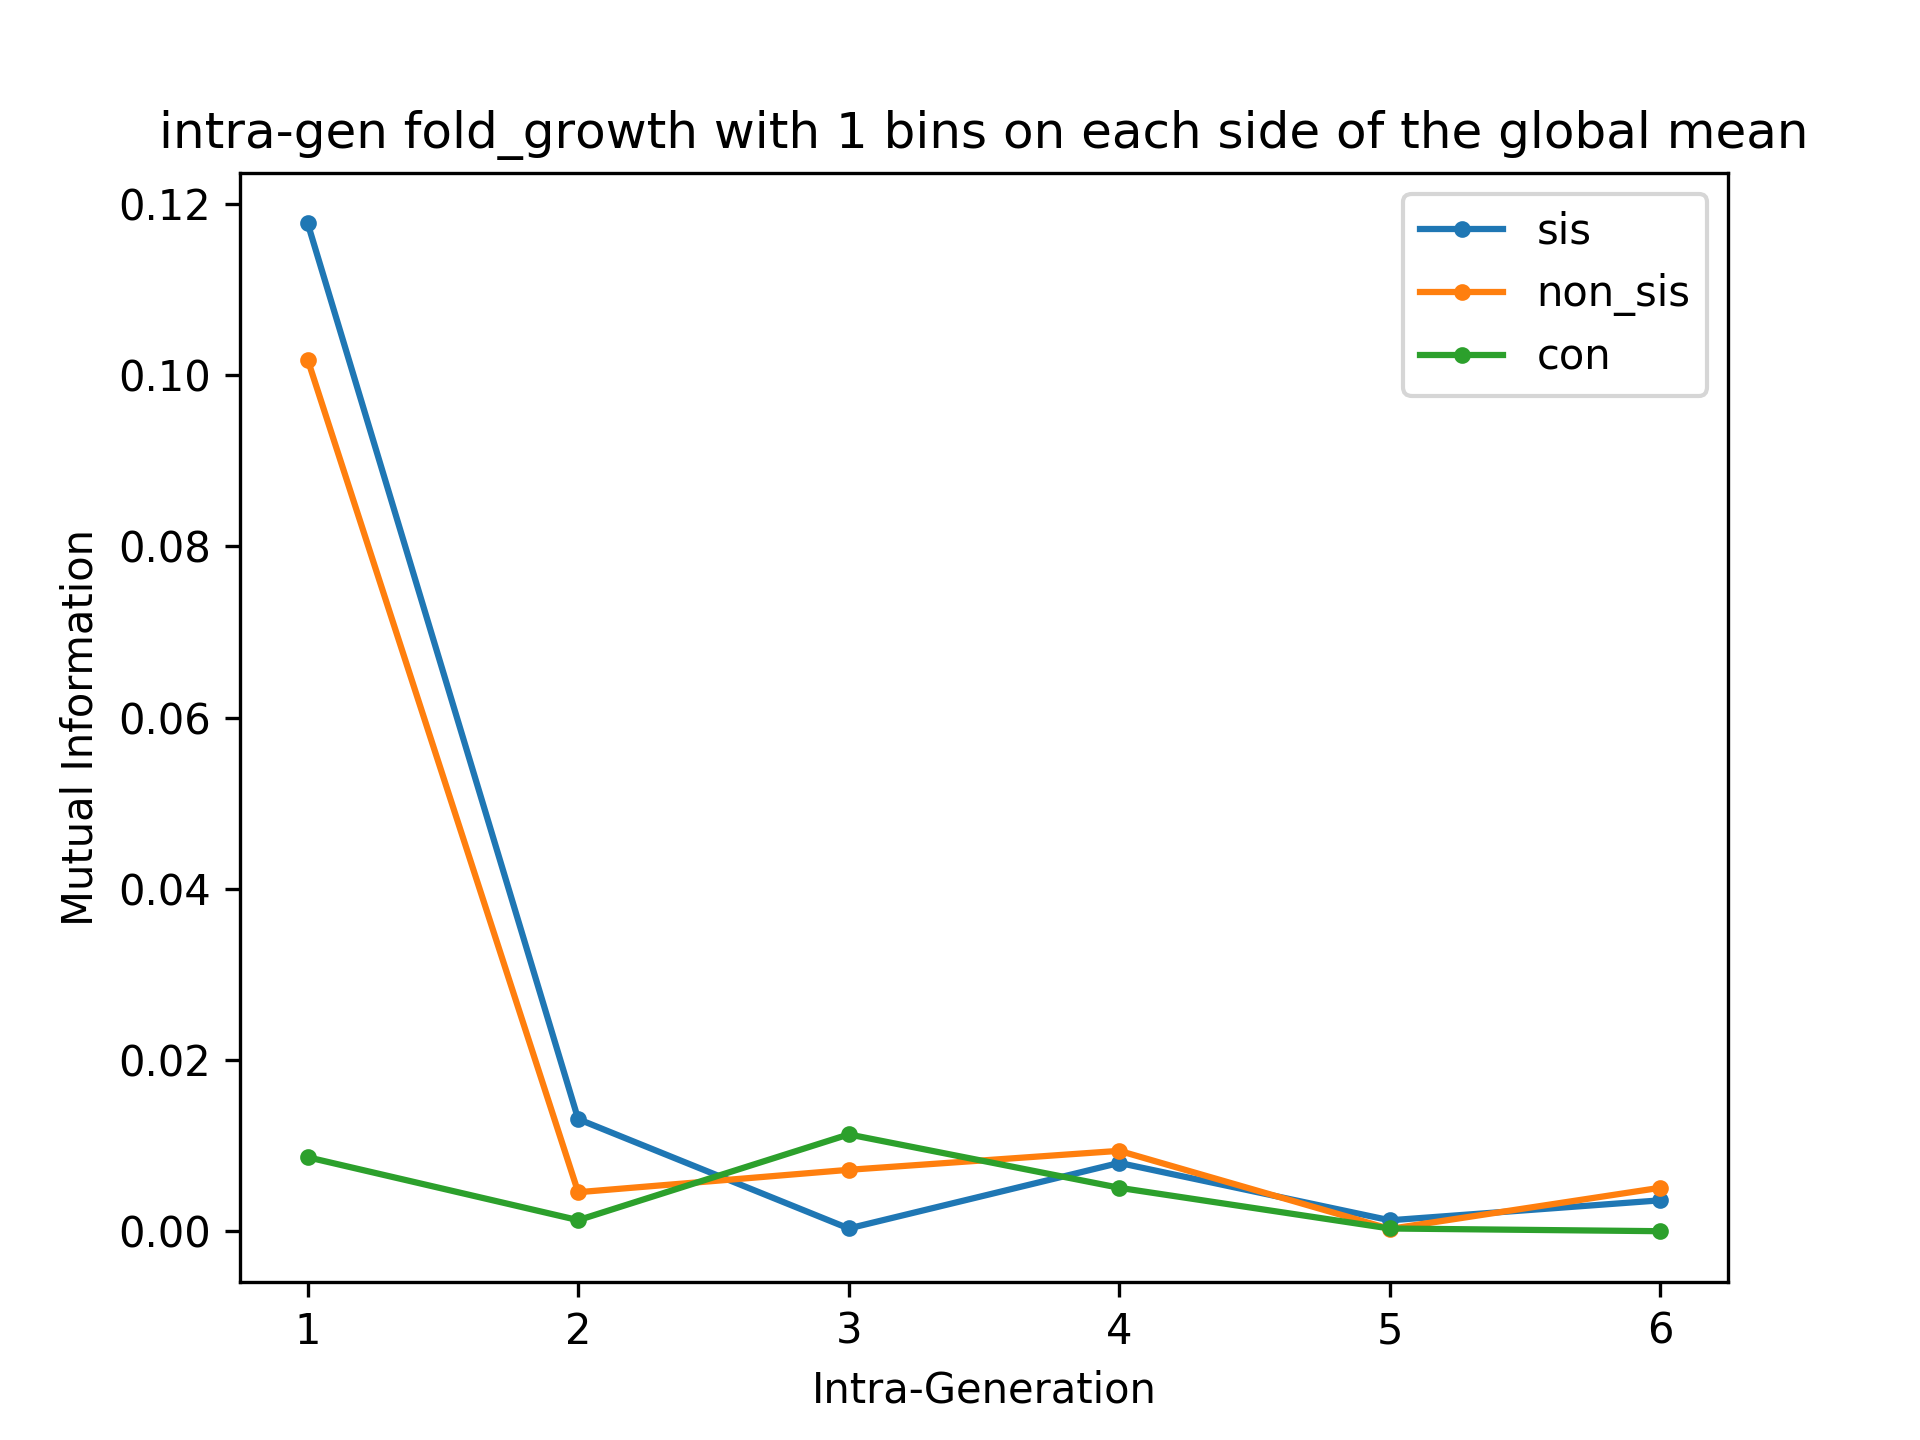 intra-gen fold_growth with 1 bins on each side of the global mean
0.12
0.10
0.08
0.06
0.04
0.02
0.00
Mutual Information
sis
non_sis
con
1 2 3 4 5 6
Intra-Generation